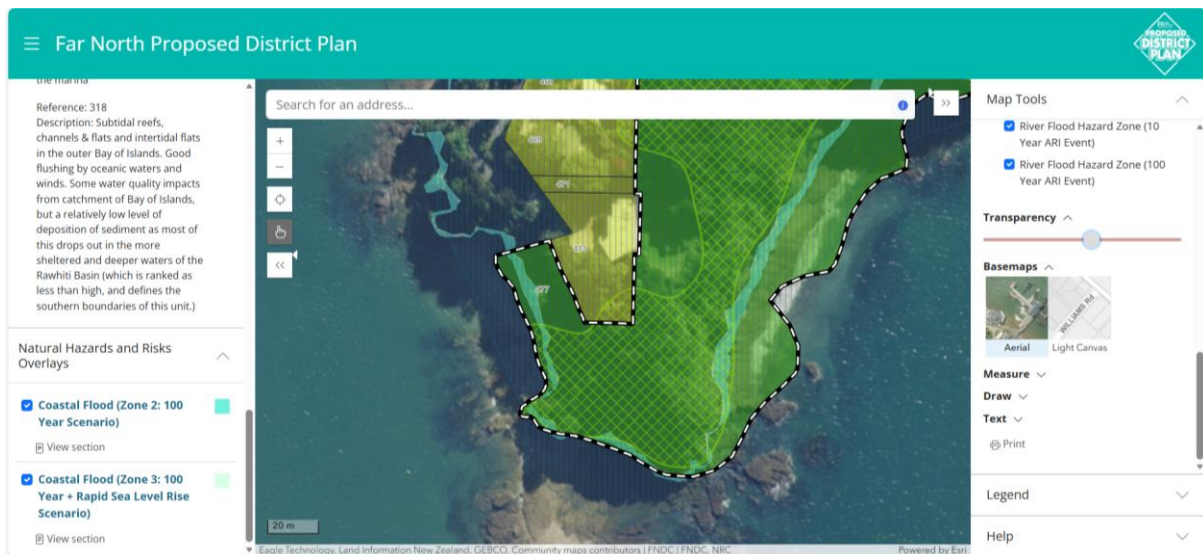 Far North Proposed District Plan
PROPOSED
DISTRICT
PLAN
the marina
Reference: 318
Description: Subtidal reefs,
channels & flats and intertidal flats
in the outer Bay of Islands. Good
flushing by oceanic waters and
winds. Some water quality impacts
from catchment of Bay of Islands,
but a relatively low level of
deposition of sediment as most of
this drops out in the more
sheltered and deeper waters of the
Rawhiti Basin (which is ranked as
less than high, and defines the
southern boundaries of this unit.)
Natural Hazards and Risks
Overlays
Coastal Flood (Zone 2: 100
Year Scenario)
View section
Coastal Flood (Zone 3: 100
Year + Rapid Sea Level Rise
Scenario)
View section
Search for an address...
469
471
477
20 m
Eagle Technology, Land Information New Zealand, GEBCO, Community maps contributors | FNDC | FNDC, NRC
Powered by Esri
Map Tools
River Flood Hazard Zone (10
Year ARI Event)
River Flood Hazard Zone (100
Year ARI Event)
Transparency
Basemaps
WILLIAMS RD
Aerial
Light Canvas
Measure
Draw
Text
Print
Legend
Help